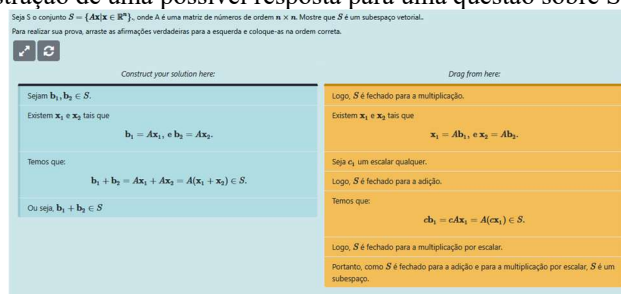 stração de uma possível resposta para uma questão sobre S
Seja S o conjunto S = {Ax|x ∈ ℝⁿ}., onde A é uma matriz de números de ordem n × n. Mostre que S é um subespaço vetorial..
Para realizar sua prova, arraste as afirmações verdadeiras para a esquerda e coloque-as na ordem correta.
Construct your solution here:
Sejam b₁, b₂ ∈ S.
Existem x₁ e x₂ tais que
b₁ = Ax₁, e b₂ = Ax₂.
Temos que:
b₁ + b₂ = Ax₁ + Ax₂ = A(x₁ + x₂) ∈ S.
Ou seja, b₁ + b₂ ∈ S
Drag from here:
Logo, S é fechado para a multiplicação.
Existem x₁ e x₂ tais que
x₁ = Ab₁, e x₂ = Ab₂.
Seja c₁ um escalar qualquer.
Logo, S é fechado para a adição.
Temos que:
cb₁ = cAx₁ = A(cx₁) ∈ S.
Logo, S é fechado para a multiplicação por escalar.
Portanto, como S é fechado para a adição e para a multiplicação por escalar, S é um
subespaço.